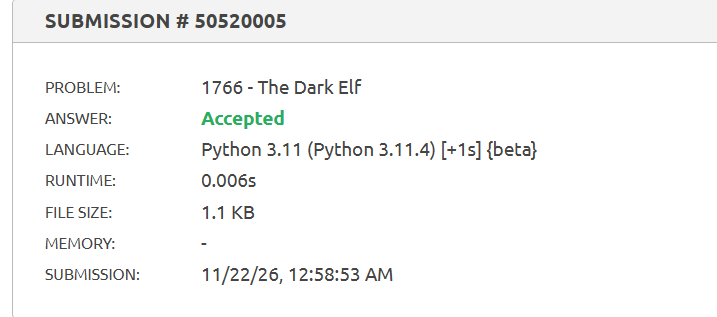 SUBMISSION # 50520005
PROBLEM: 1766 - The Dark Elf
ANSWER: Accepted
LANGUAGE: Python 3.11 (Python 3.11.4) [+1s] {beta}
RUNTIME: 0.006s
FILE SIZE: 1.1 KB
MEMORY: -
SUBMISSION: 11/22/26, 12:58:53 AM